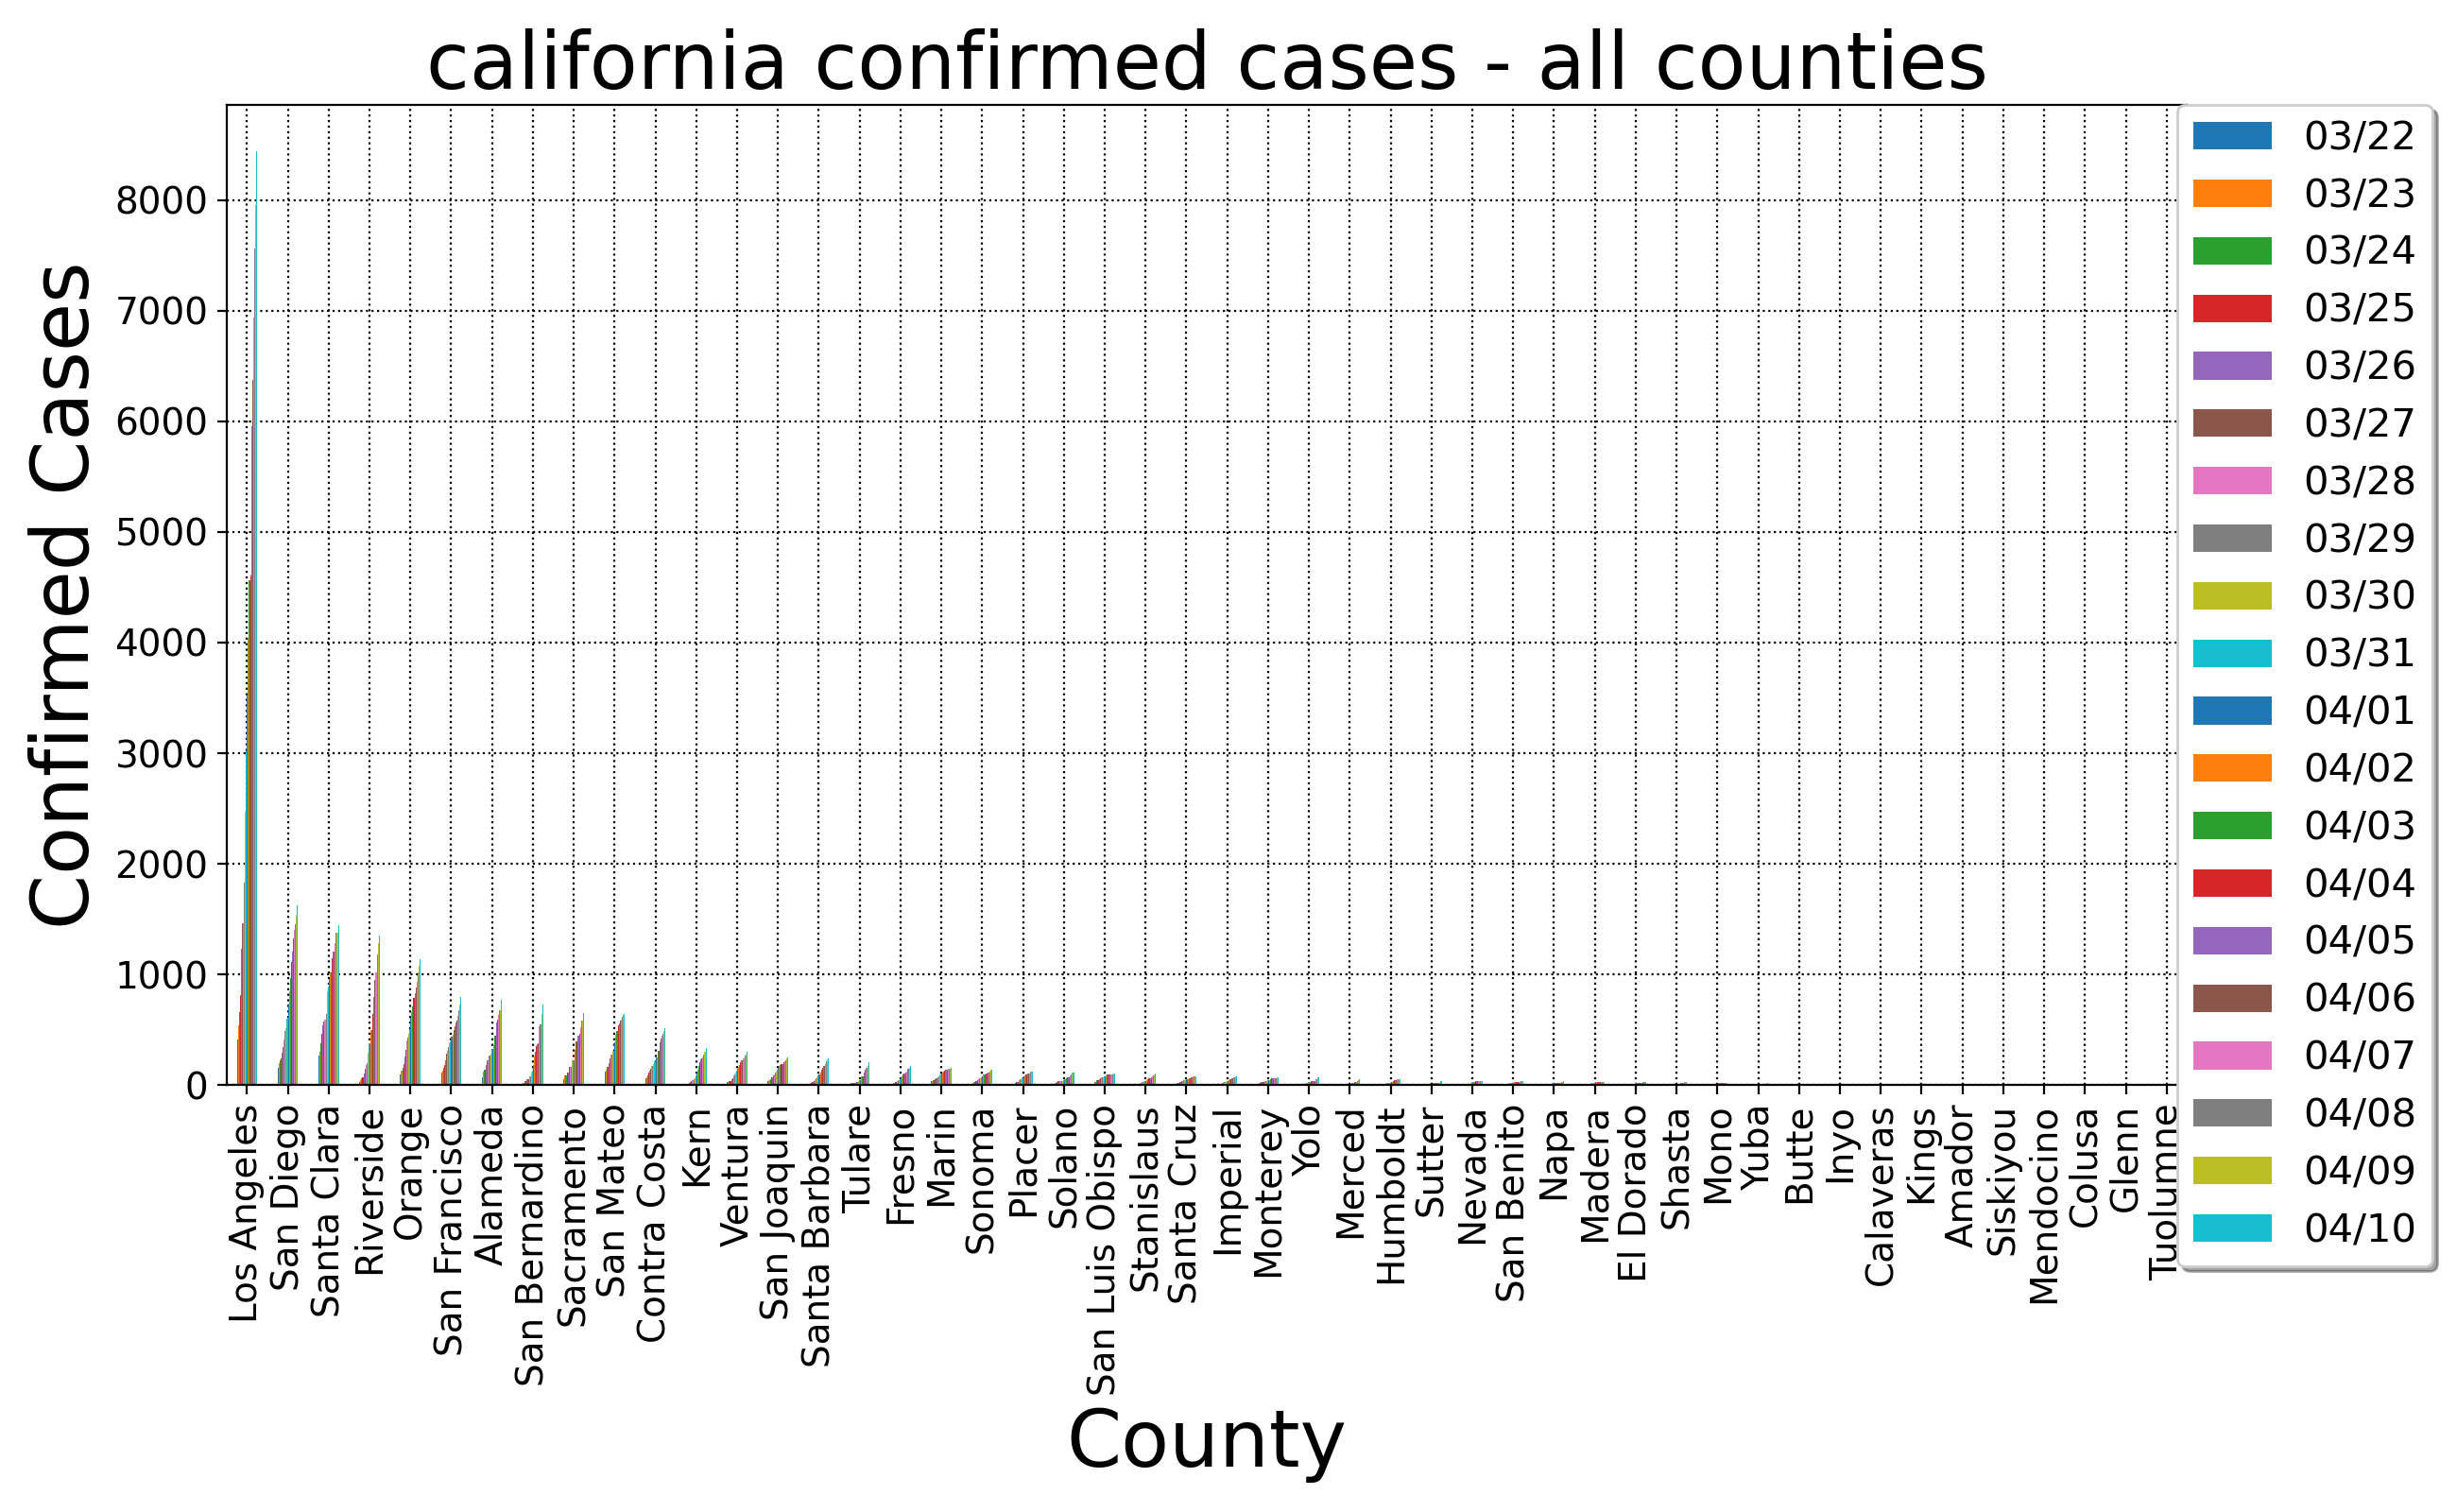 california confirmed cases - all counties
Confirmed Cases
8000
7000
6000
5000
4000
3000
2000
1000
0
Los Angeles
San Diego
Santa Clara
Riverside
Orange
San Francisco
Alameda
San Bernardino
Sacramento
San Mateo
Contra Costa
Kern
Ventura
San Joaquin
Santa Barbara
Tulare
Fresno
Marin
Sonoma
Placer
Solano
San Luis Obispo
Stanislaus
Santa Cruz
Imperial
Monterey
Yolo
Merced
Humboldt
Sutter
Nevada
San Benito
Napa
Madera
El Dorado
Shasta
Mono
Yuba
Butte
Inyo
Calaveras
Kings
Amador
Siskiyou
Mendocino
Colusa
Glenn
Tuolumne
County
03/22
03/23
03/24
03/25
03/26
03/27
03/28
03/29
03/30
03/31
04/01
04/02
04/03
04/04
04/05
04/06
04/07
04/08
04/09
04/10